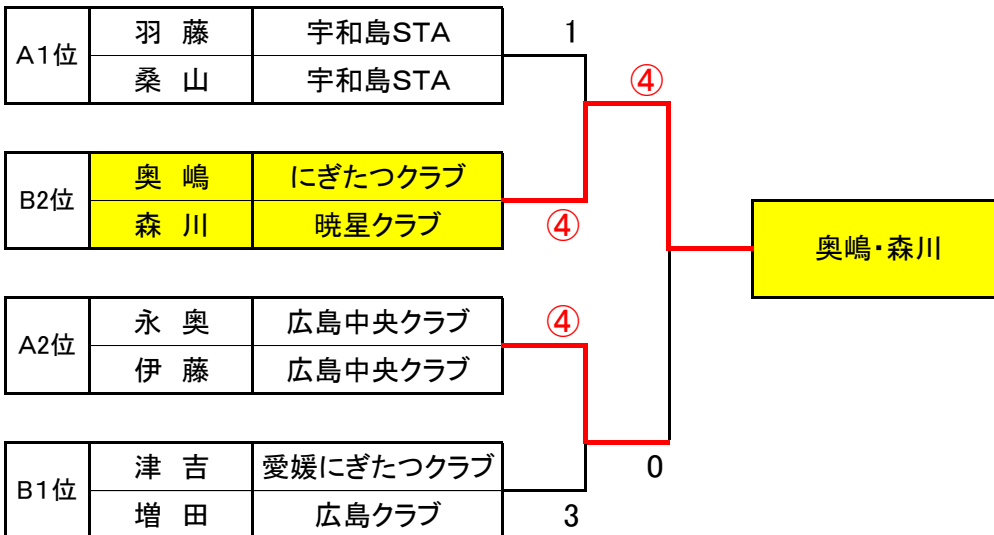 A1位 羽 藤 宇和島STA 1
桑 山 宇和島STA
④
B2位 奥 嶋 にぎたつクラブ
森 川 暁星クラブ ④
奥嶋・森川
A2位 永 奥 広島中央クラブ ④
伊 藤 広島中央クラブ
B1位 津 吉 愛媛にぎたつクラブ 0
増 田 広島クラブ 3